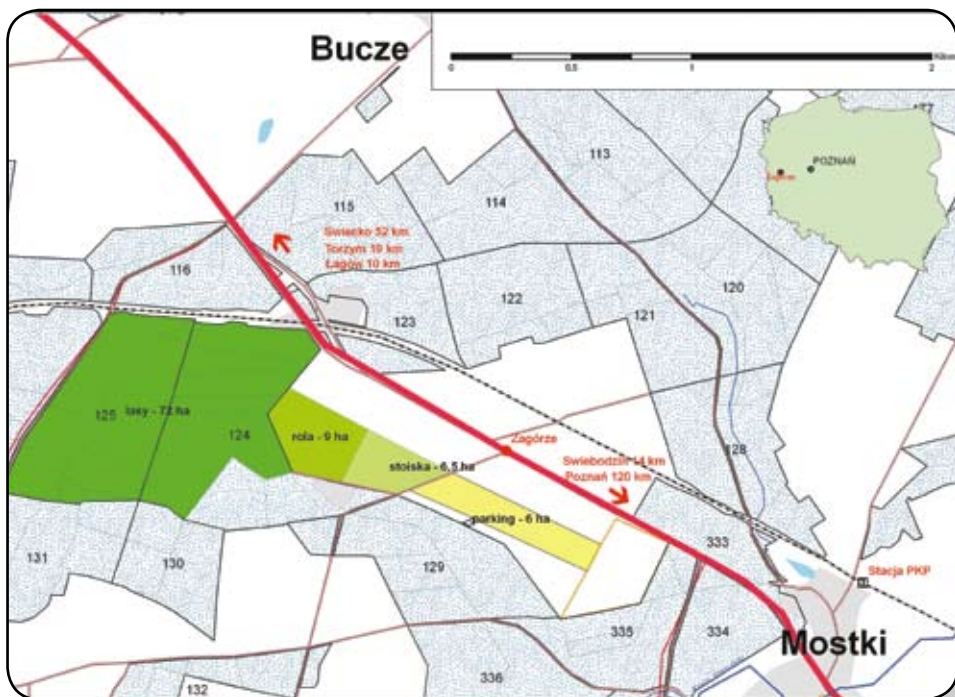 Bucze
0 0,5 1 2
POZNAŃ
113
115
114
Świecko 52 km
Torzym 19 km
Łagów 10 km
116
120
122
121
123
125
lasy - 72 ha
124
rola - 9 ha
Zagórze
128
stoiska - 6,5 ha
Świebodzin 14 km
Poznań 120 km
parking - 6 ha
333
131
130
129
Stacja PKP
335
334
Mostki
336
132